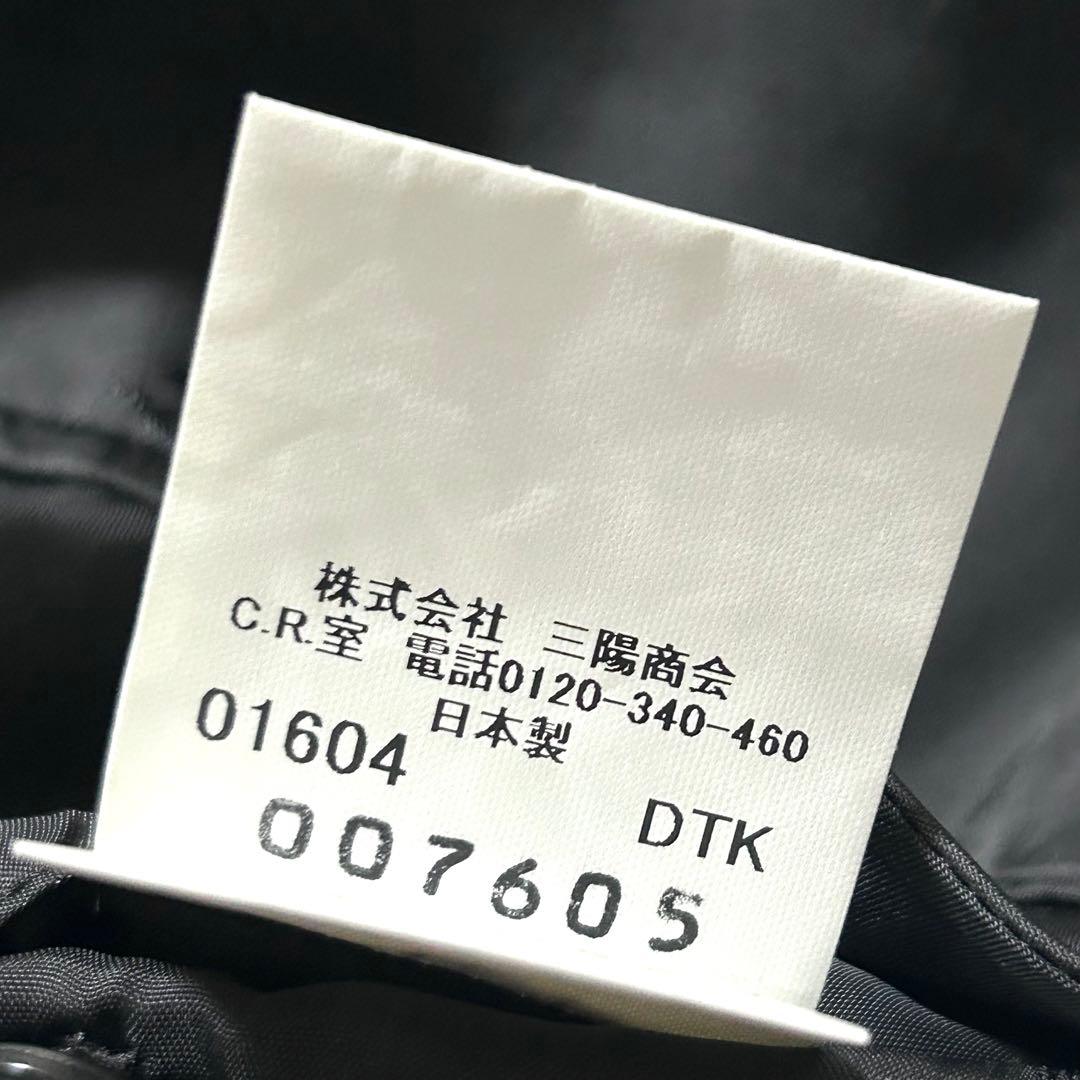 株式会社 三陽商会
C.R.室 電話0120-340-460
日本製
01604
DTK
007605